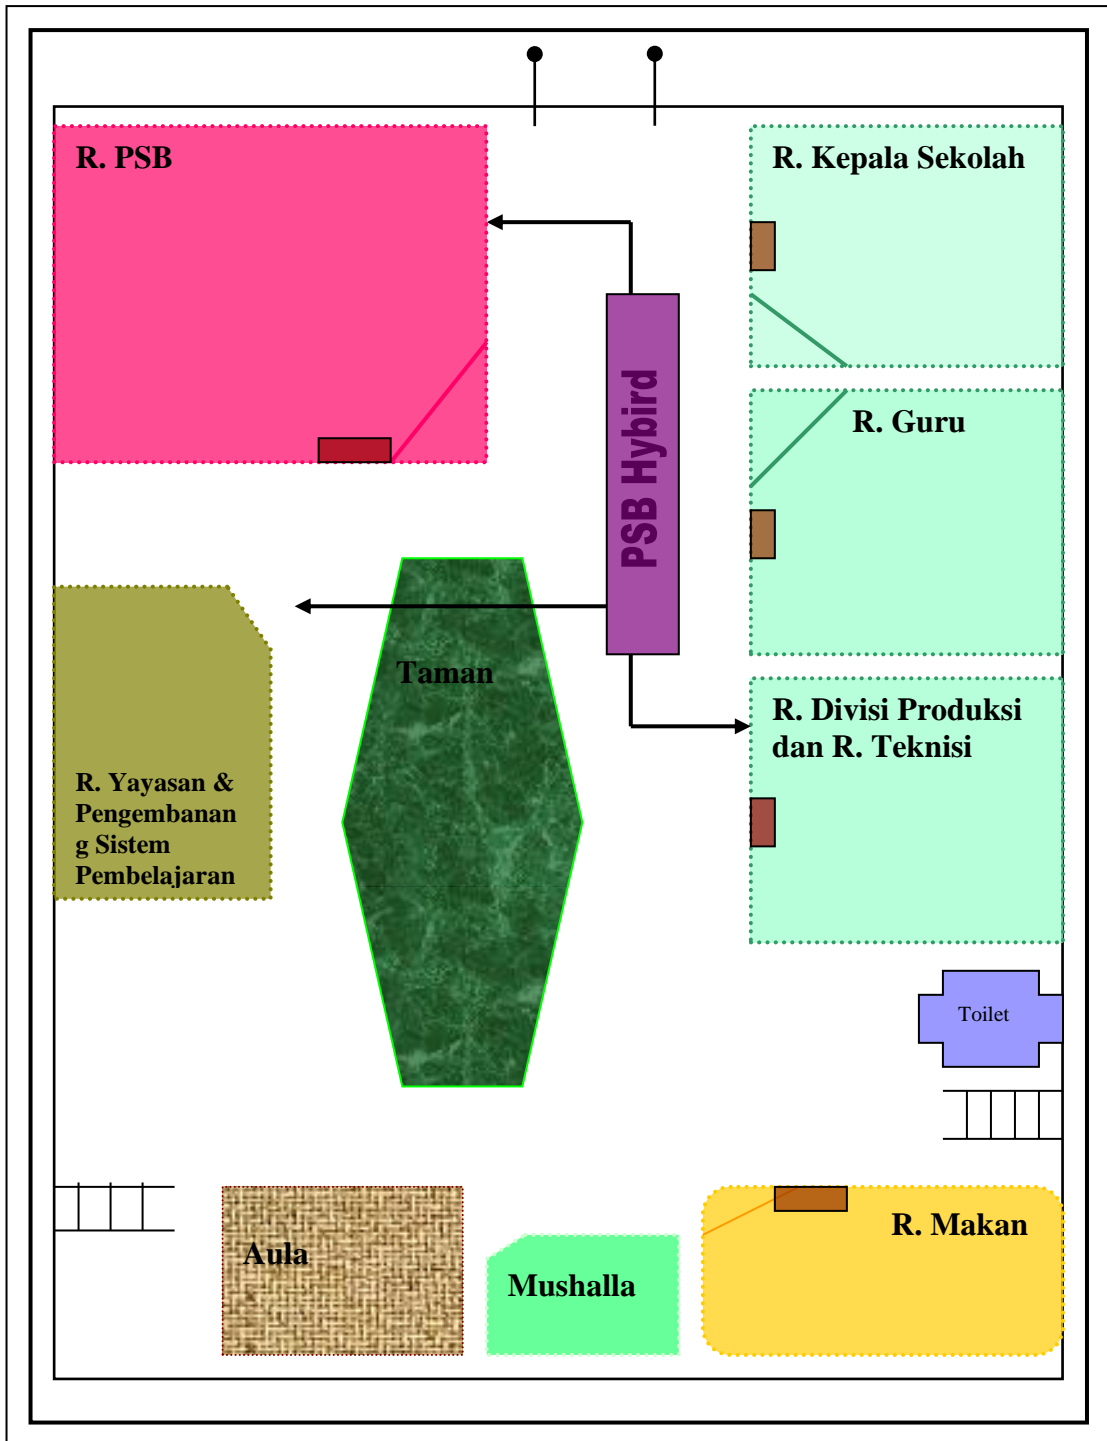 R. PSB
R. Kepala Sekolah
R. Guru
PSB Hybird
Taman
R. Divisi Produksi
dan R. Teknisi
R. Yayasan &
Pengembanan
g Sistem
Pembelajaran
Toilet
R. Makan
Aula
Mushalla